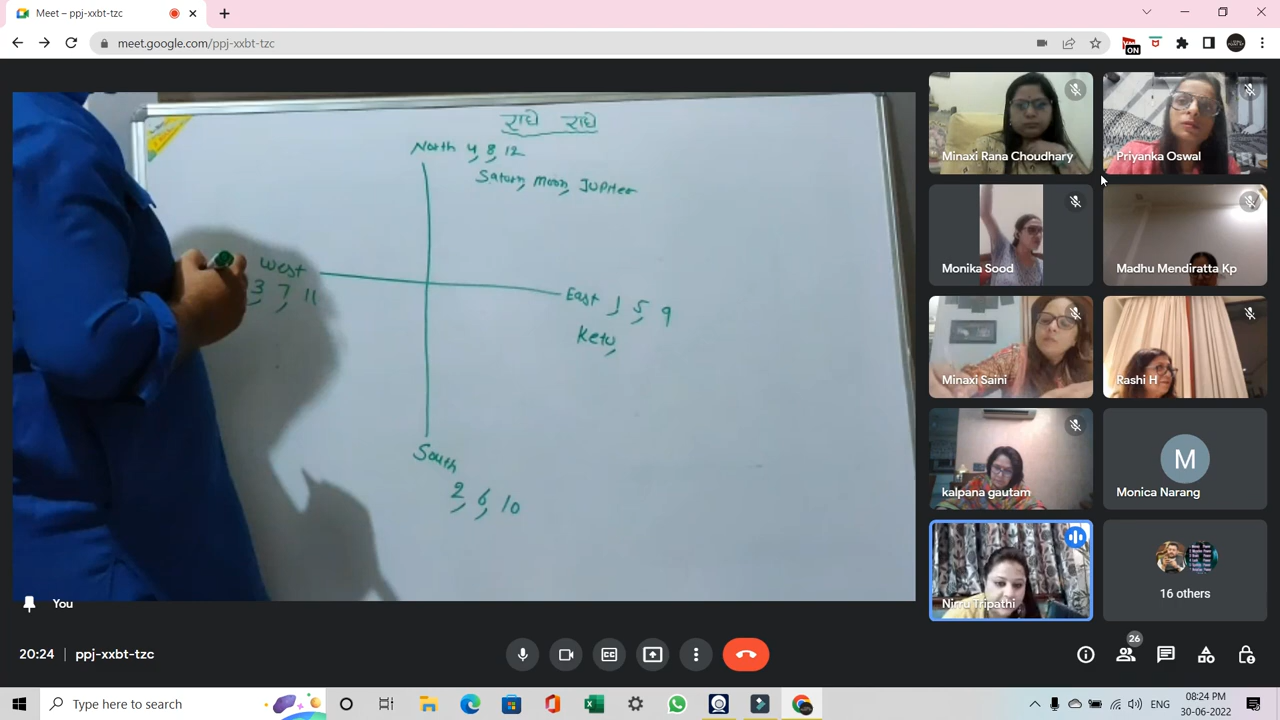 Meet – ppj-xxbt-tzc
meet.google.com/ppj-xxbt-tzc
ON
राधे राधे
North 4, 8, 12
Saturn, Moon, Jupiter
West
3, 7, 11
East 1, 5, 9
Ketu,
South
2, 6, 10
Minaxi Rana Choudhary
Priyanka Oswal
Monika Sood
Madhu Mendiratta Kp
Minaxi Saini
Rashi H
kalpana gautam
M
Monica Narang
Nirru Tripathi
16 others
You
20:24 | ppj-xxbt-tzc
26
Type here to search
ENG
08:24 PM
30-06-2022